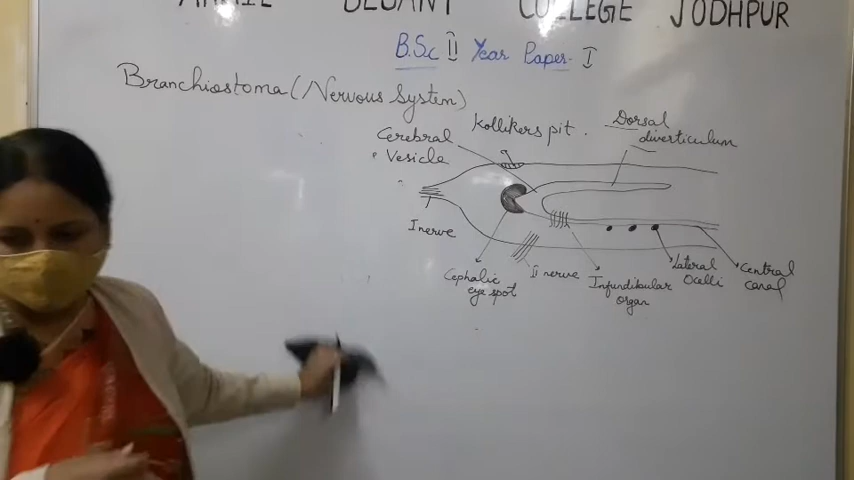 BESANT COLLEGE JODHPUR
B.Sc II Year Paper-I
Branchiostoma (Nervous System)
Kollikers pit.
Dorsal
diverticulum
Cerebral
Vesicle
I nerve
Cephalic
eye spot
II nerve
Infundibular
organ
Lateral
Ocelli
Central
canal